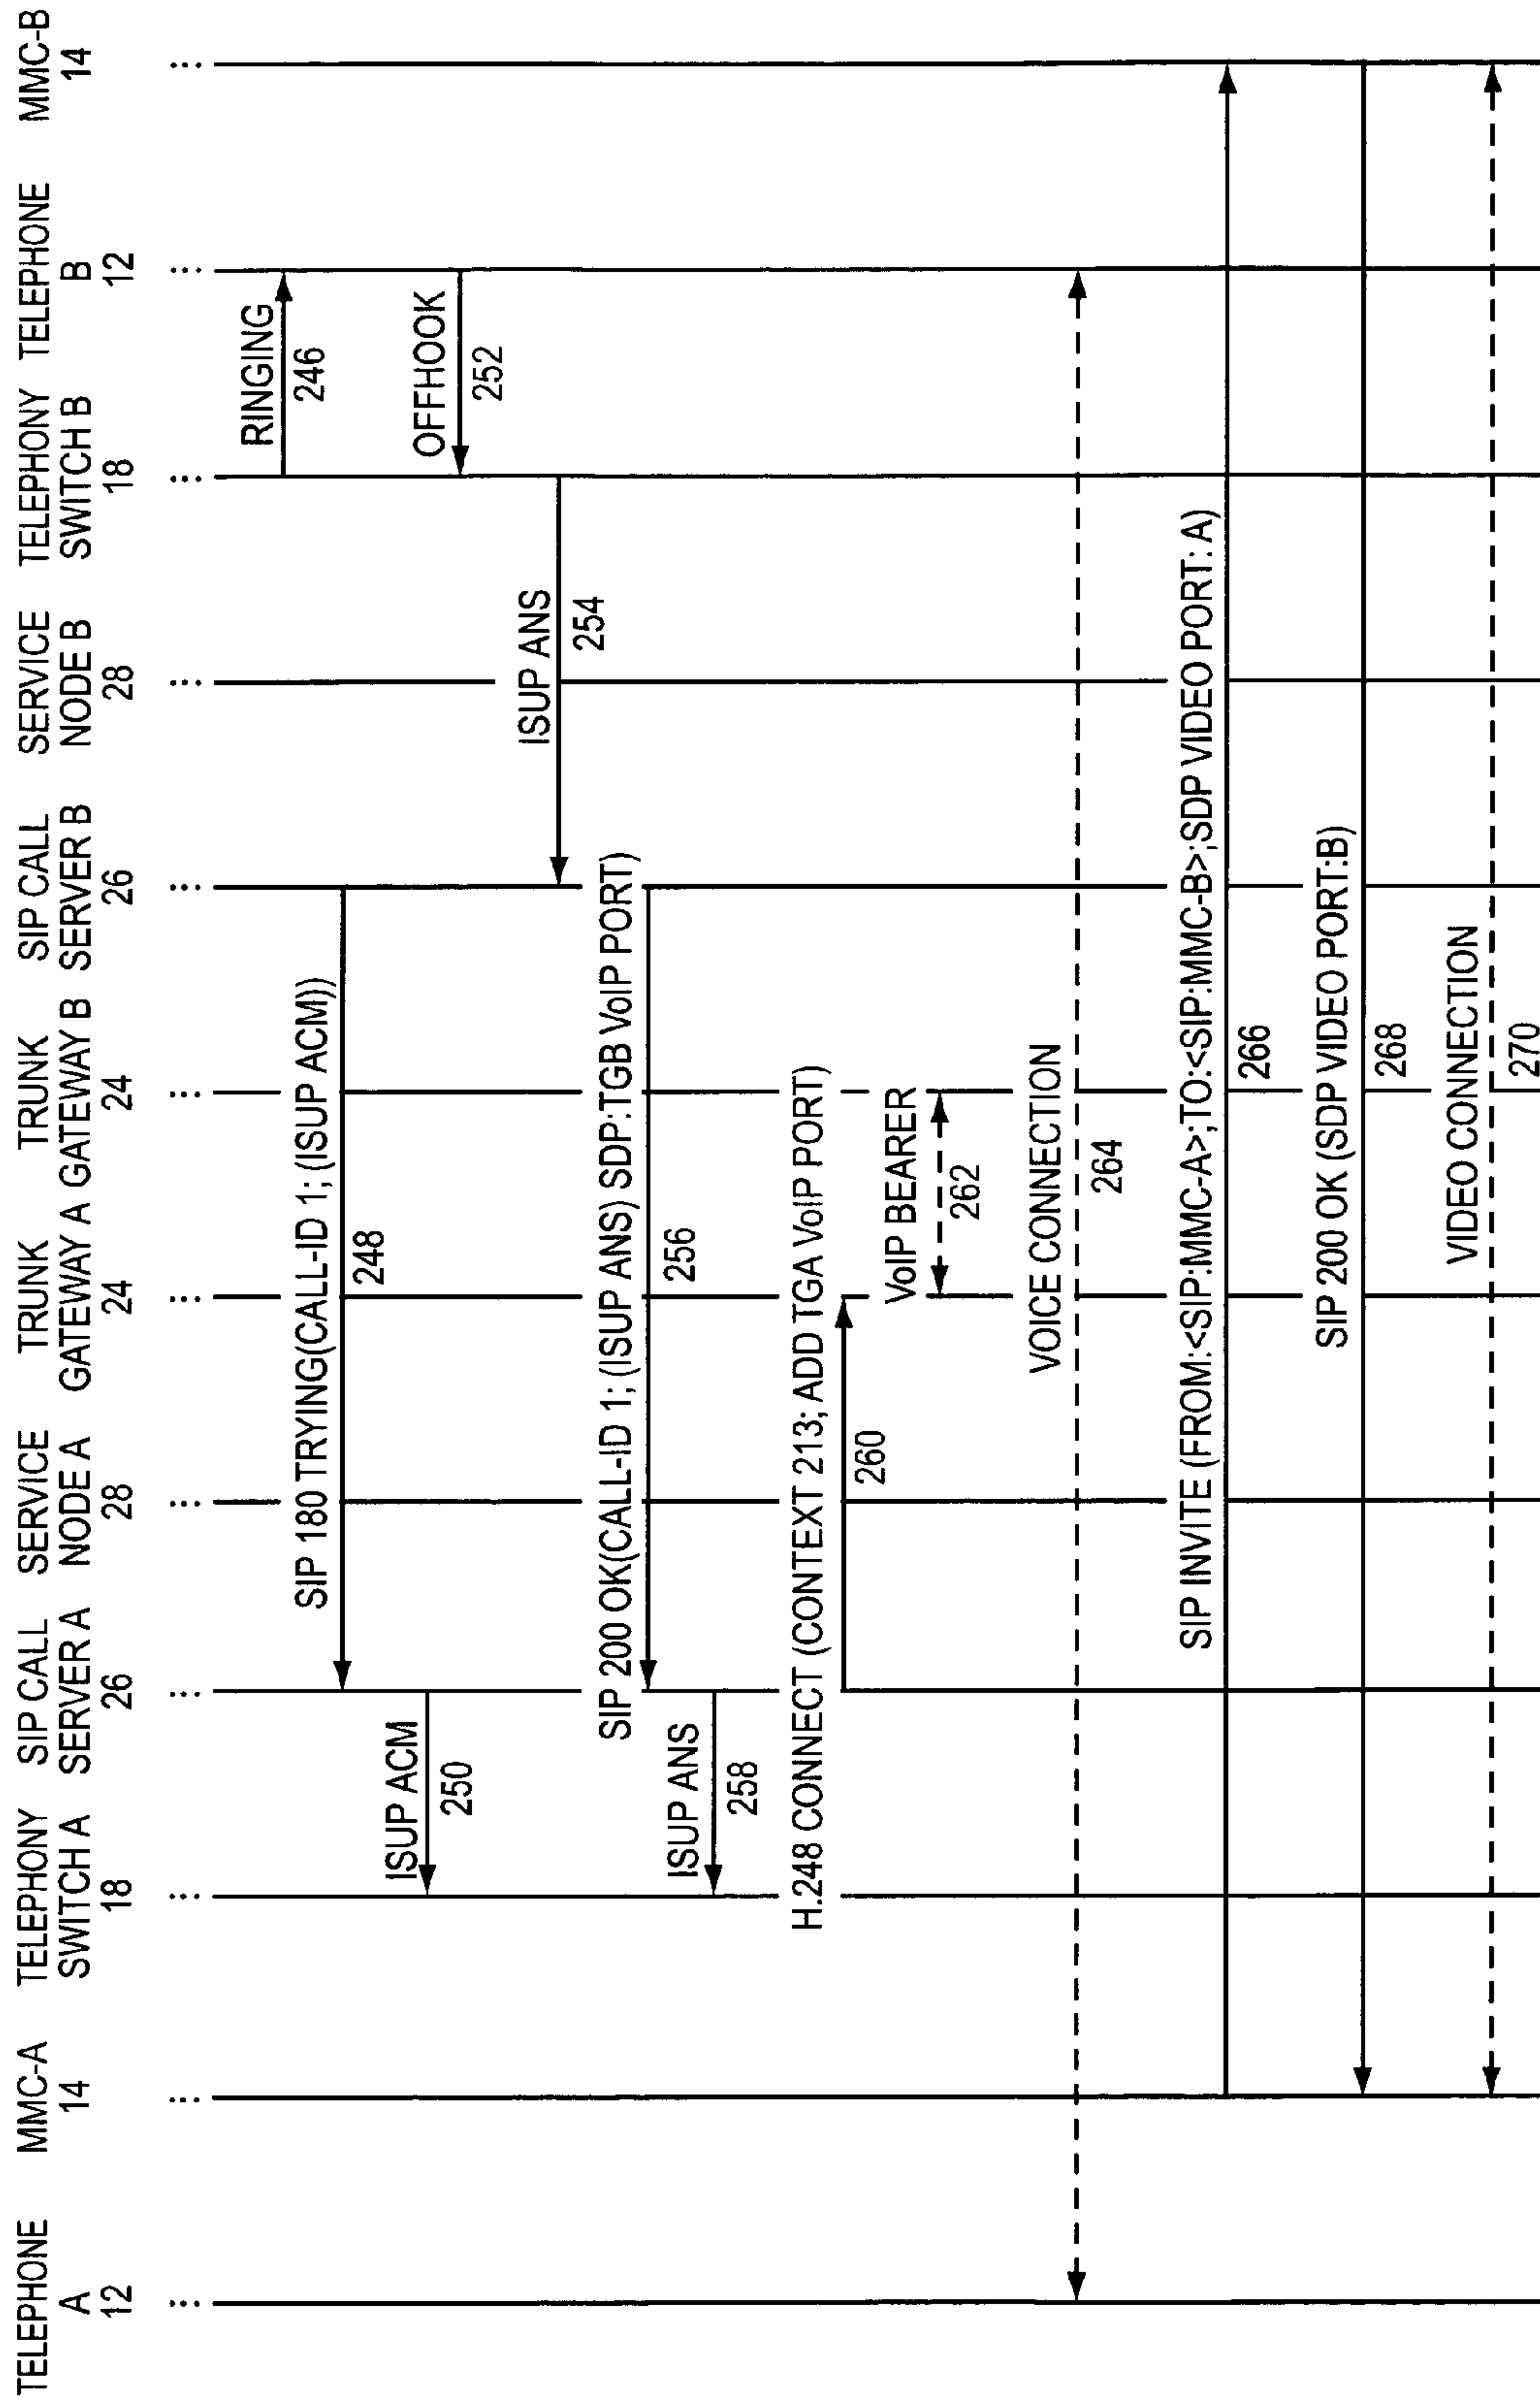 TELEPHONE
A
12
MMC-A
14
TELEPHONY
SWITCH A
18
SIP CALL
SERVER A
26
SERVICE
NODE A
28
TRUNK
GATEWAY A
24
TRUNK
GATEWAY B
24
SIP CALL
SERVER B
26
SERVICE
NODE B
28
TELEPHONY
SWITCH B
18
TELEPHONE
B
12
MMC-B
14
... ... ... ... ... ... ... ... ... ... ...
RINGING
246
SIP 180 TRYING(CALL-ID 1; (ISUP ACM))
248
ISUP ACM
250
OFFHOOK
252
ISUP ANS
254
SIP 200 OK(CALL-ID 1; (ISUP ANS) SDP:TGB VoIP PORT)
256
ISUP ANS
258
H.248 CONNECT (CONTEXT 213; ADD TGA VoIP PORT)
260
VoIP BEARER
262
VOICE CONNECTION
264
SIP INVITE (FROM:<SIP:MMC-A>;TO:<SIP:MMC-B>;SDP VIDEO PORT: A)
266
SIP 200 OK (SDP VIDEO PORT:B)
268
VIDEO CONNECTION
270